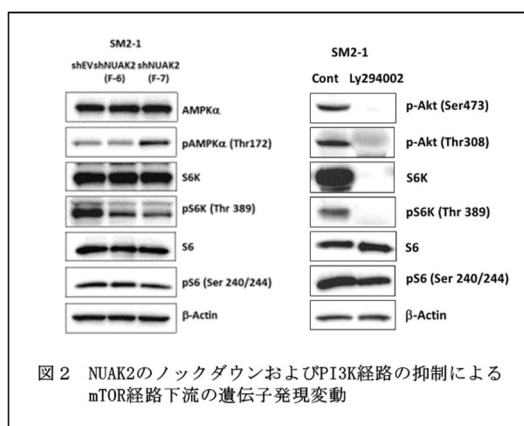 SM2-1
shEV shNUAK2 shNUAK2
(F-6) (F-7)
AMPKα
pAMPKα (Thr172)
S6K
pS6K (Thr 389)
S6
pS6 (Ser 240/244)
β-Actin
SM2-1
Cont Ly294002
p-Akt (Ser473)
p-Akt (Thr308)
S6K
pS6K (Thr 389)
S6
pS6 (Ser 240/244)
β-Actin
図２ NUAK2のノックダウンおよびPI3K経路の抑制による
mTOR経路下流の遺伝子発現変動